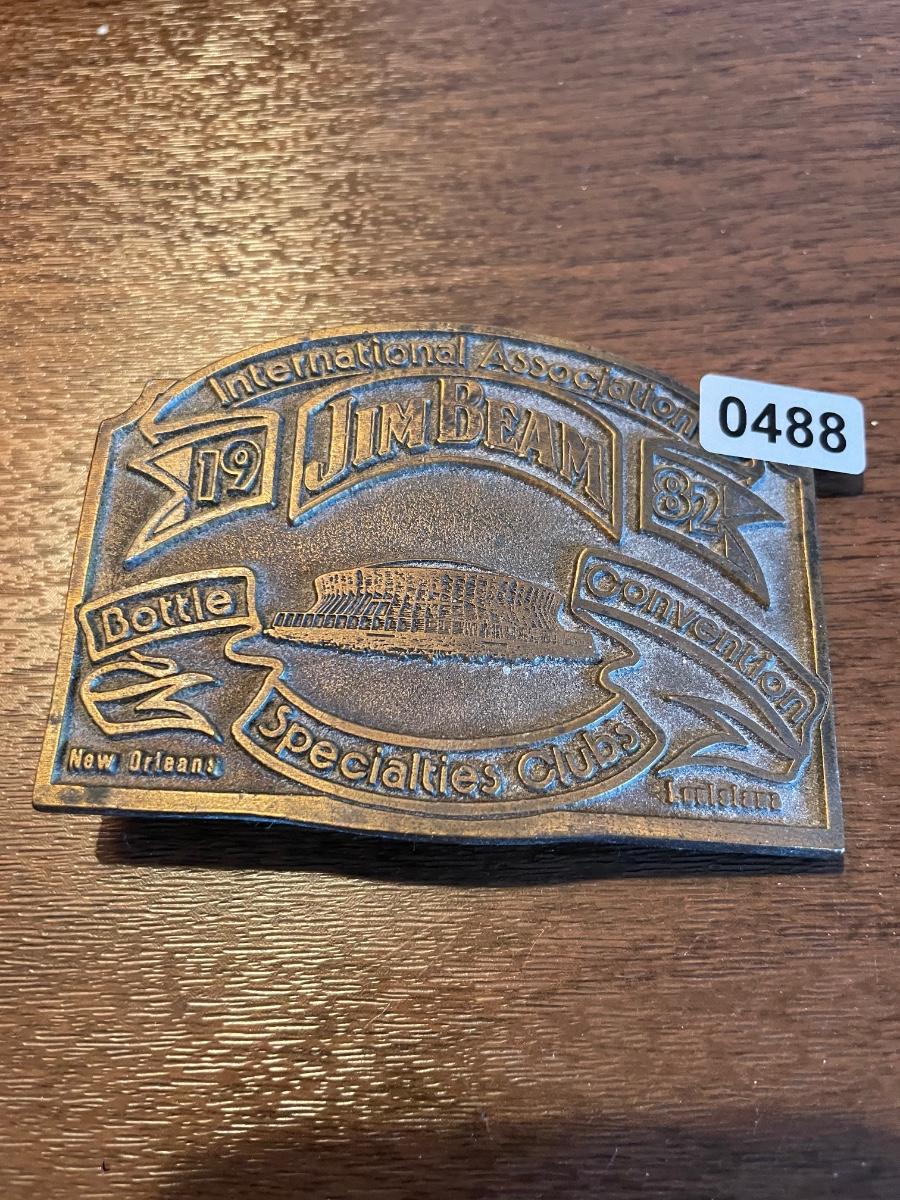 International Association
0488
19 JIM BEAM 82
Bottle
Convention
Specialties Clubs
New Orleans
Louisiana